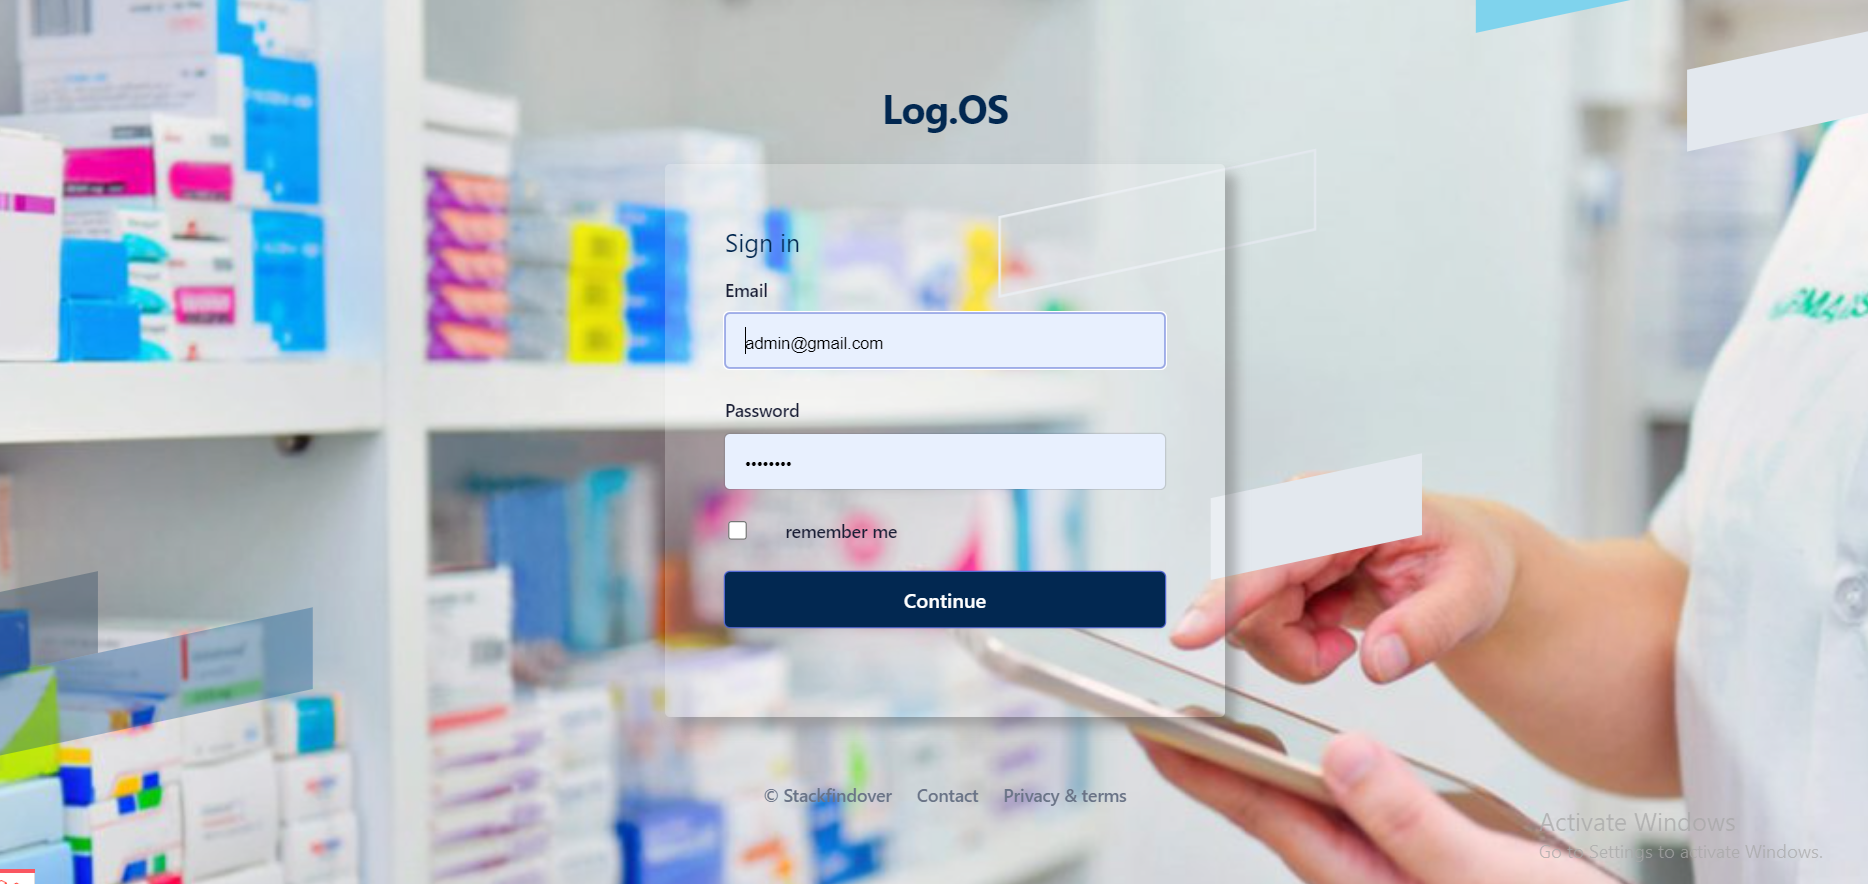 Log.OS
Sign in
Email
admin@gmail.com
Password
••••••••
remember me
Continue
© Stackfindover Contact Privacy & terms
Activate Windows
Go to Settings to activate Windows.